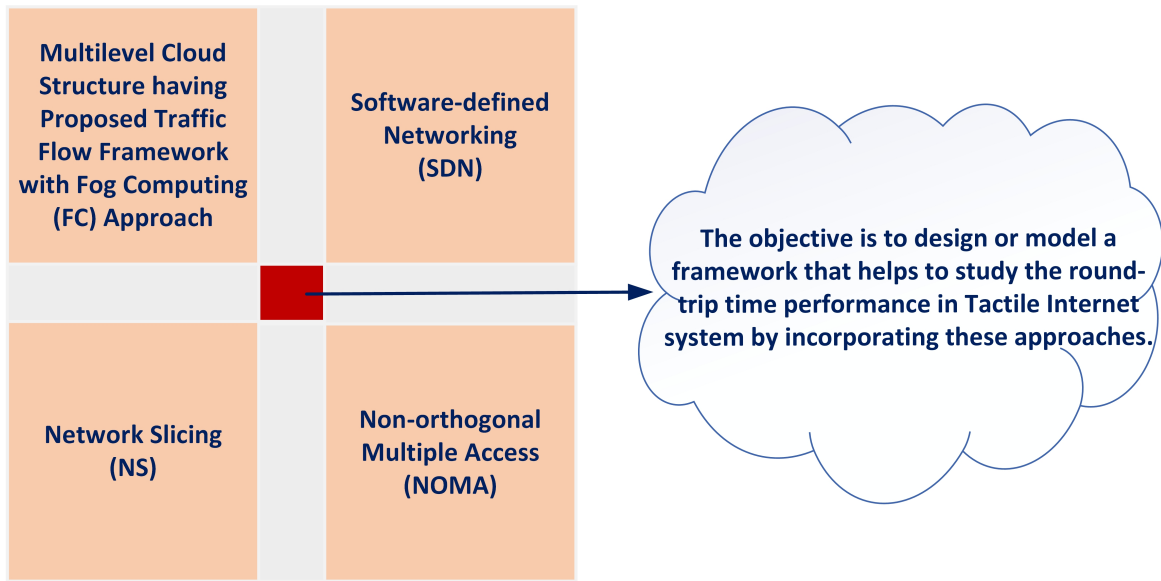 Multilevel Cloud
Structure having
Proposed Traffic
Flow Framework
with Fog Computing
(FC) Approach
Software-defined
Networking
(SDN)
Network Slicing
(NS)
Non-orthogonal
Multiple Access
(NOMA)
The objective is to design or model a
framework that helps to study the round-
trip time performance in Tactile Internet
system by incorporating these approaches.